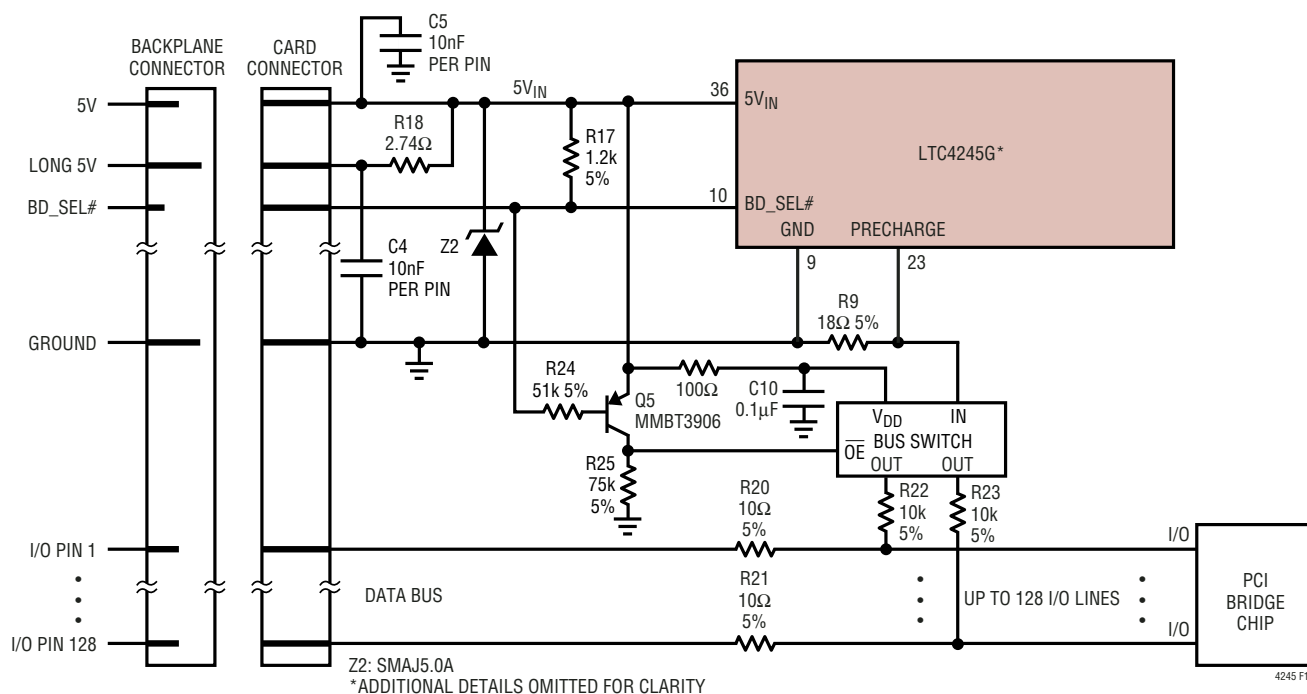 C5
10nF
PER PIN
BACKPLANE
CONNECTOR
CARD
CONNECTOR
5V
5VIN
36
5VIN
R18
2.74Ω
R17
1.2k
5%
LTC4245G*
LONG 5V
BD_SEL#
10
BD_SEL#
GND
PRECHARGE
9
23
Z2
C4
10nF
PER PIN
R9
18Ω 5%
GROUND
R24
51k 5%
Q5
MMBT3906
100Ω
C10
0.1µF
VDD
IN
BUS SWITCH
OE
OUT
OUT
R25
75k
5%
R22
10k
5%
R23
10k
5%
R20
10Ω
5%
I/O PIN 1
I/O
DATA BUS
R21
10Ω
5%
UP TO 128 I/O LINES
PCI
BRIDGE
CHIP
I/O PIN 128
I/O
Z2: SMAJ5.0A
*ADDITIONAL DETAILS OMITTED FOR CLARITY